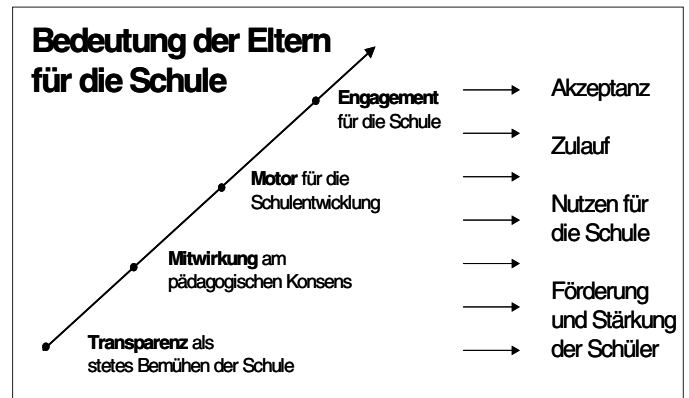 Bedeutung der Eltern
für die Schule
Engagement
für die Schule
Motor für die
Schulentwicklung
Mitwirkung am
pädagogischen Konsens
Transparenz als
stetes Bemühen der Schule
Akzeptanz
Zulauf
Nutzen für
die Schule
Förderung
und Stärkung
der Schüler